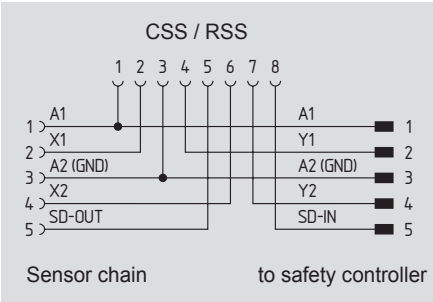 CSS / RSS
1 2 3 4 5 6 7 8
1 A1 A1 1
2 X1 Y1 2
3 A2 (GND) A2 (GND) 3
4 X2 Y2 4
5 SD-OUT SD-IN 5
Sensor chain to safety controller